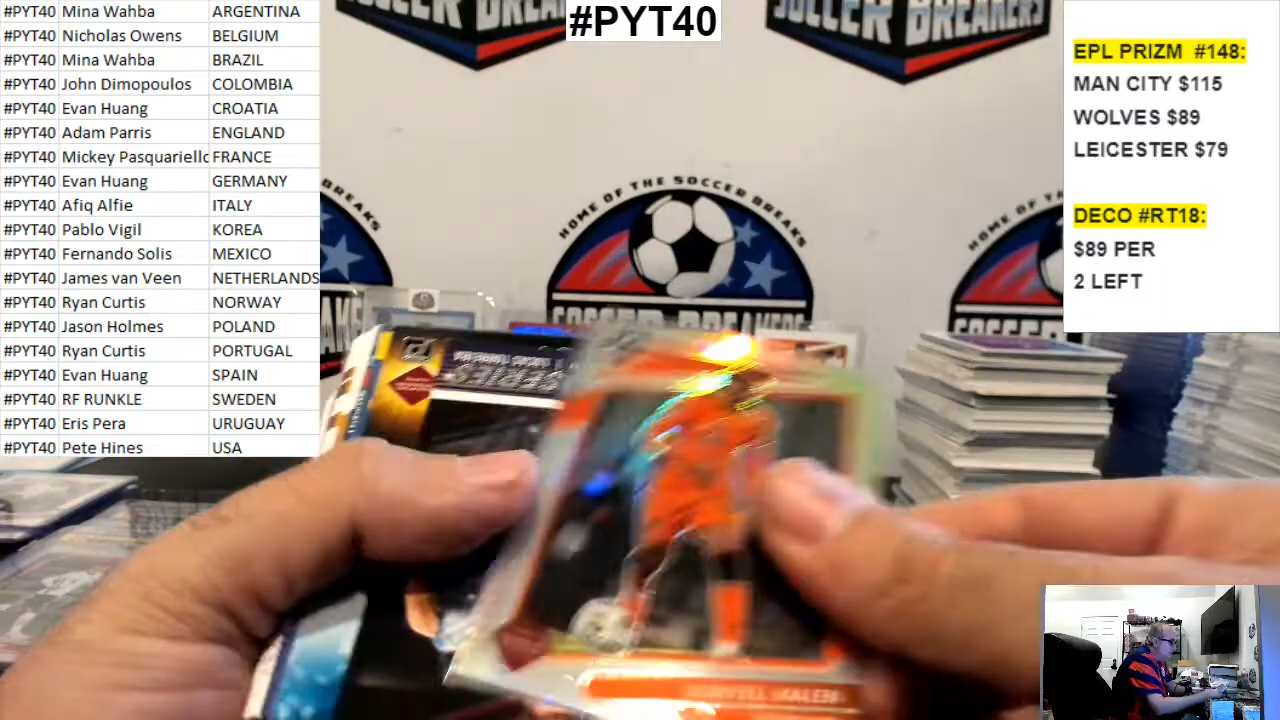 #PYT40 Mina Wahba ARGENTINA
#PYT40 Nicholas Owens BELGIUM
#PYT40 Mina Wahba BRAZIL
#PYT40 John Dimopoulos COLOMBIA
#PYT40 Evan Huang CROATIA
#PYT40 Adam Parris ENGLAND
#PYT40 Mickey Pasquariello FRANCE
#PYT40 Evan Huang GERMANY
#PYT40 Afiq Alfie ITALY
#PYT40 Pablo Vigil KOREA
#PYT40 Fernando Solis MEXICO
#PYT40 James van Veen NETHERLANDS
#PYT40 Ryan Curtis NORWAY
#PYT40 Jason Holmes POLAND
#PYT40 Ryan Curtis PORTUGAL
#PYT40 Evan Huang SPAIN
#PYT40 RF RUNKLE SWEDEN
#PYT40 Eris Pera URUGUAY
#PYT40 Pete Hines USA
#PYT40
SOCCER BREAKERS
HOME OF THE SOCCER BREAKS
SOCCER BREAKERS
EPL PRIZM #148:
MAN CITY $115
WOLVES $89
LEICESTER $79
DECO #RT18:
$89 PER
2 LEFT